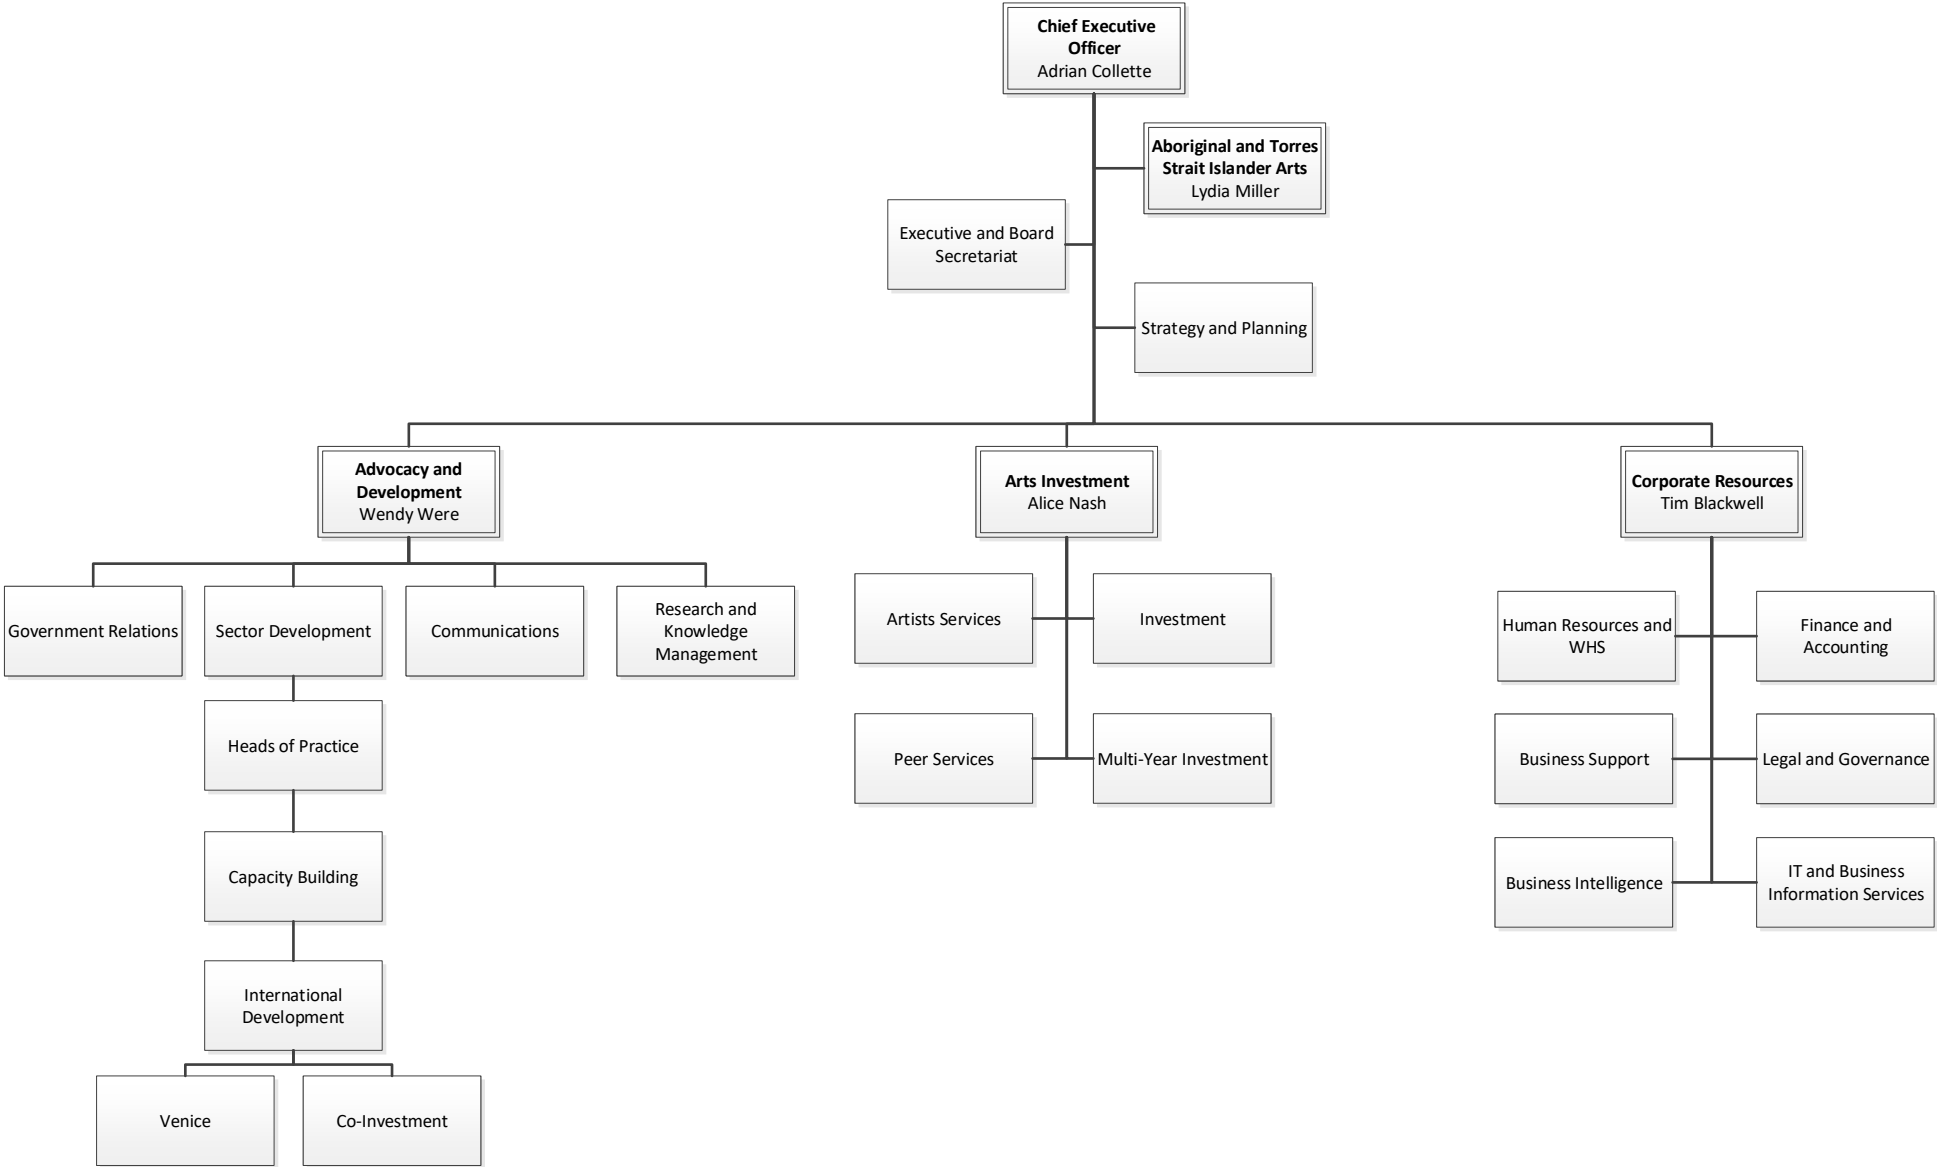 Chief Executive
Officer
Adrian Collette
Aboriginal and Torres
Strait Islander Arts
Lydia Miller
Executive and Board
Secretariat
Strategy and Planning
Advocacy and
Development
Wendy Were
Arts Investment
Alice Nash
Corporate Resources
Tim Blackwell
Government Relations
Sector Development
Communications
Research and
Knowledge
Management
Heads of Practice
Capacity Building
International
Development
Venice
Co-Investment
Artists Services
Investment
Peer Services
Multi-Year Investment
Human Resources and
WHS
Finance and
Accounting
Business Support
Legal and Governance
Business Intelligence
IT and Business
Information Services